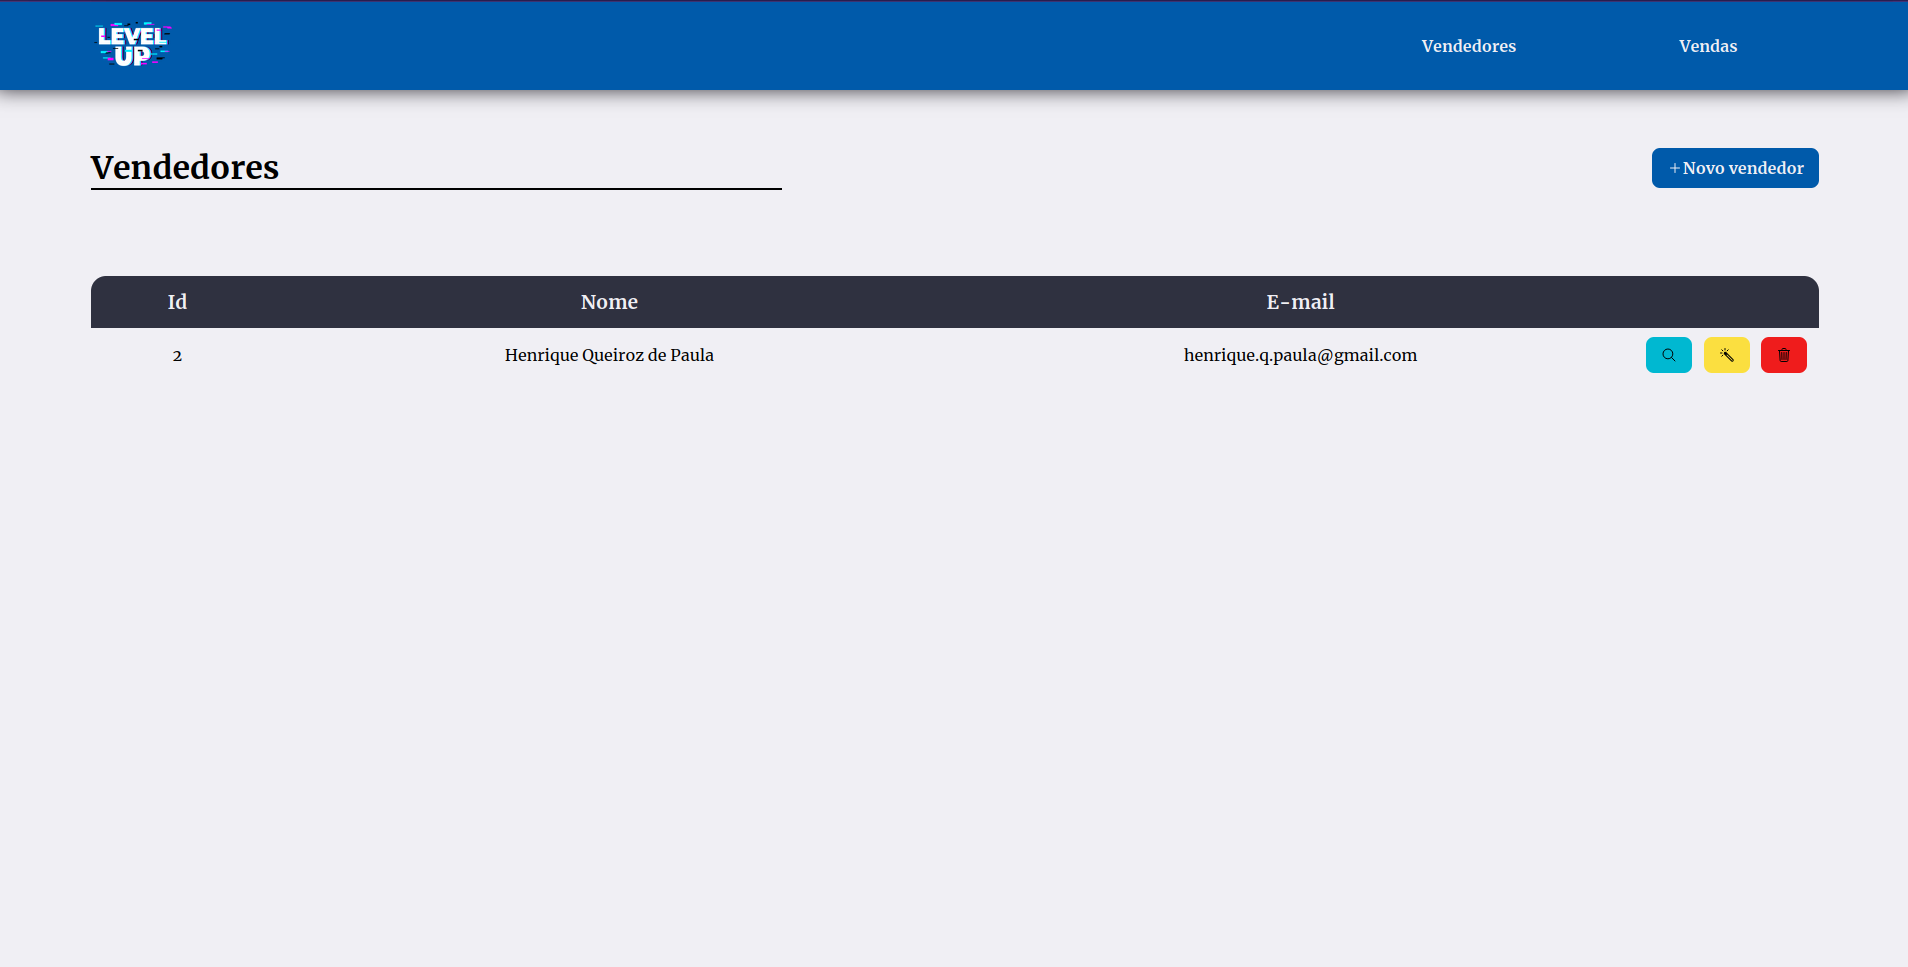 LEVEL
UP
Vendedores
Vendas
Vendedores
+Novo vendedor
Id Nome E-mail
2 Henrique Queiroz de Paula henrique.q.paula@gmail.com